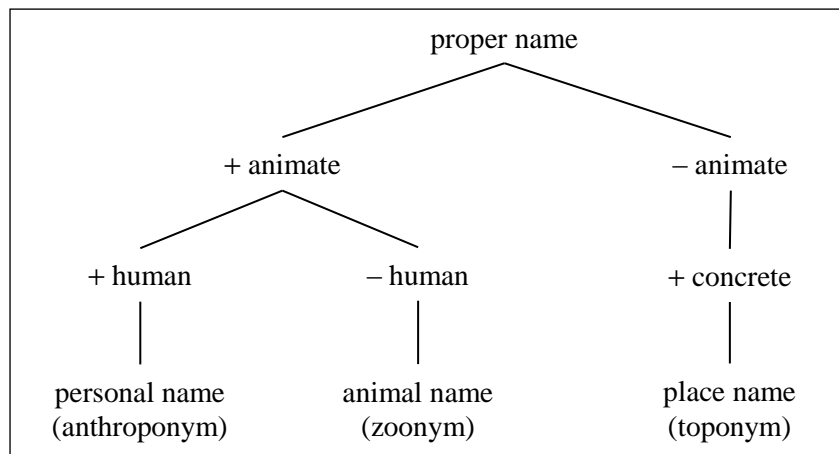 proper name
+ animate
– animate
+ human
– human
+ concrete
personal name
(anthroponym)
animal name
(zoonym)
place name
(toponym)